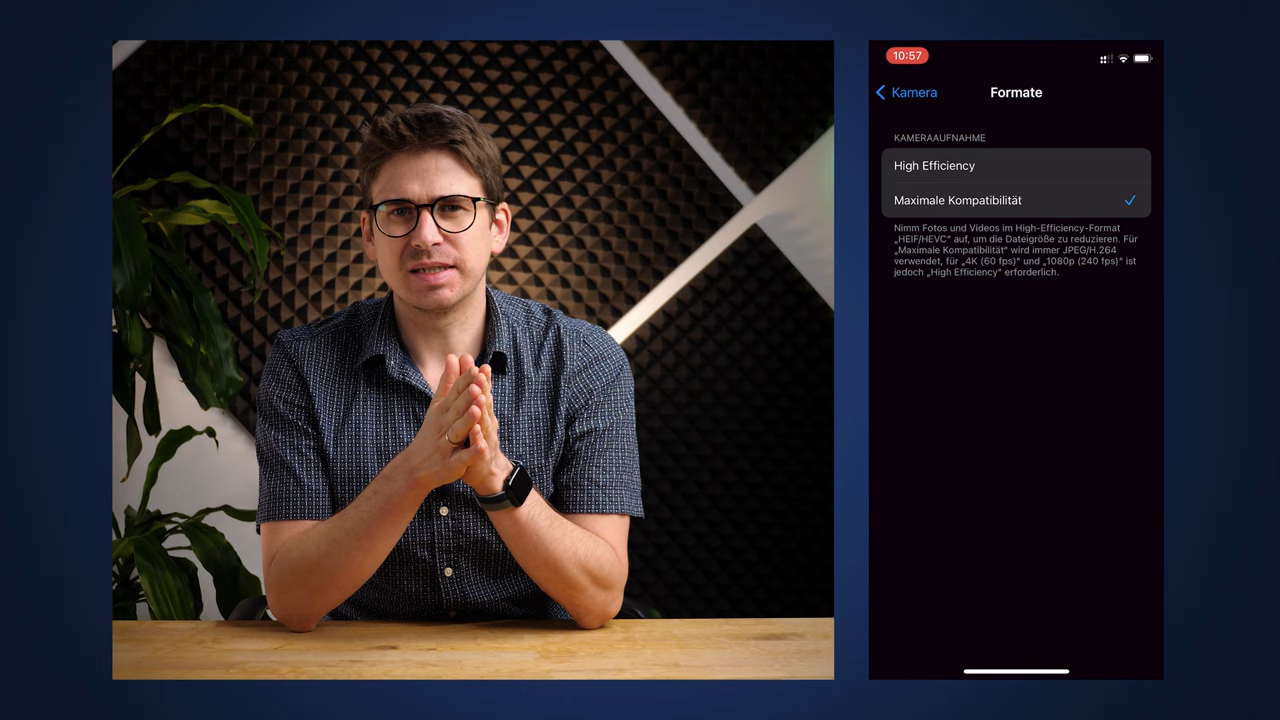 10:57
Kamera
Formate
KAMERAAUFNAHME
High Efficiency
Maximale Kompatibilität
Nimm Fotos und Videos im High-Efficiency-Format
„HEIF/HEVC“ auf, um die Dateigröße zu reduzieren. Für
„Maximale Kompatibilität“ wird immer JPEG/H.264
verwendet, für „4K (60 fps)“ und „1080p (240 fps)“ ist
jedoch „High Efficiency“ erforderlich.